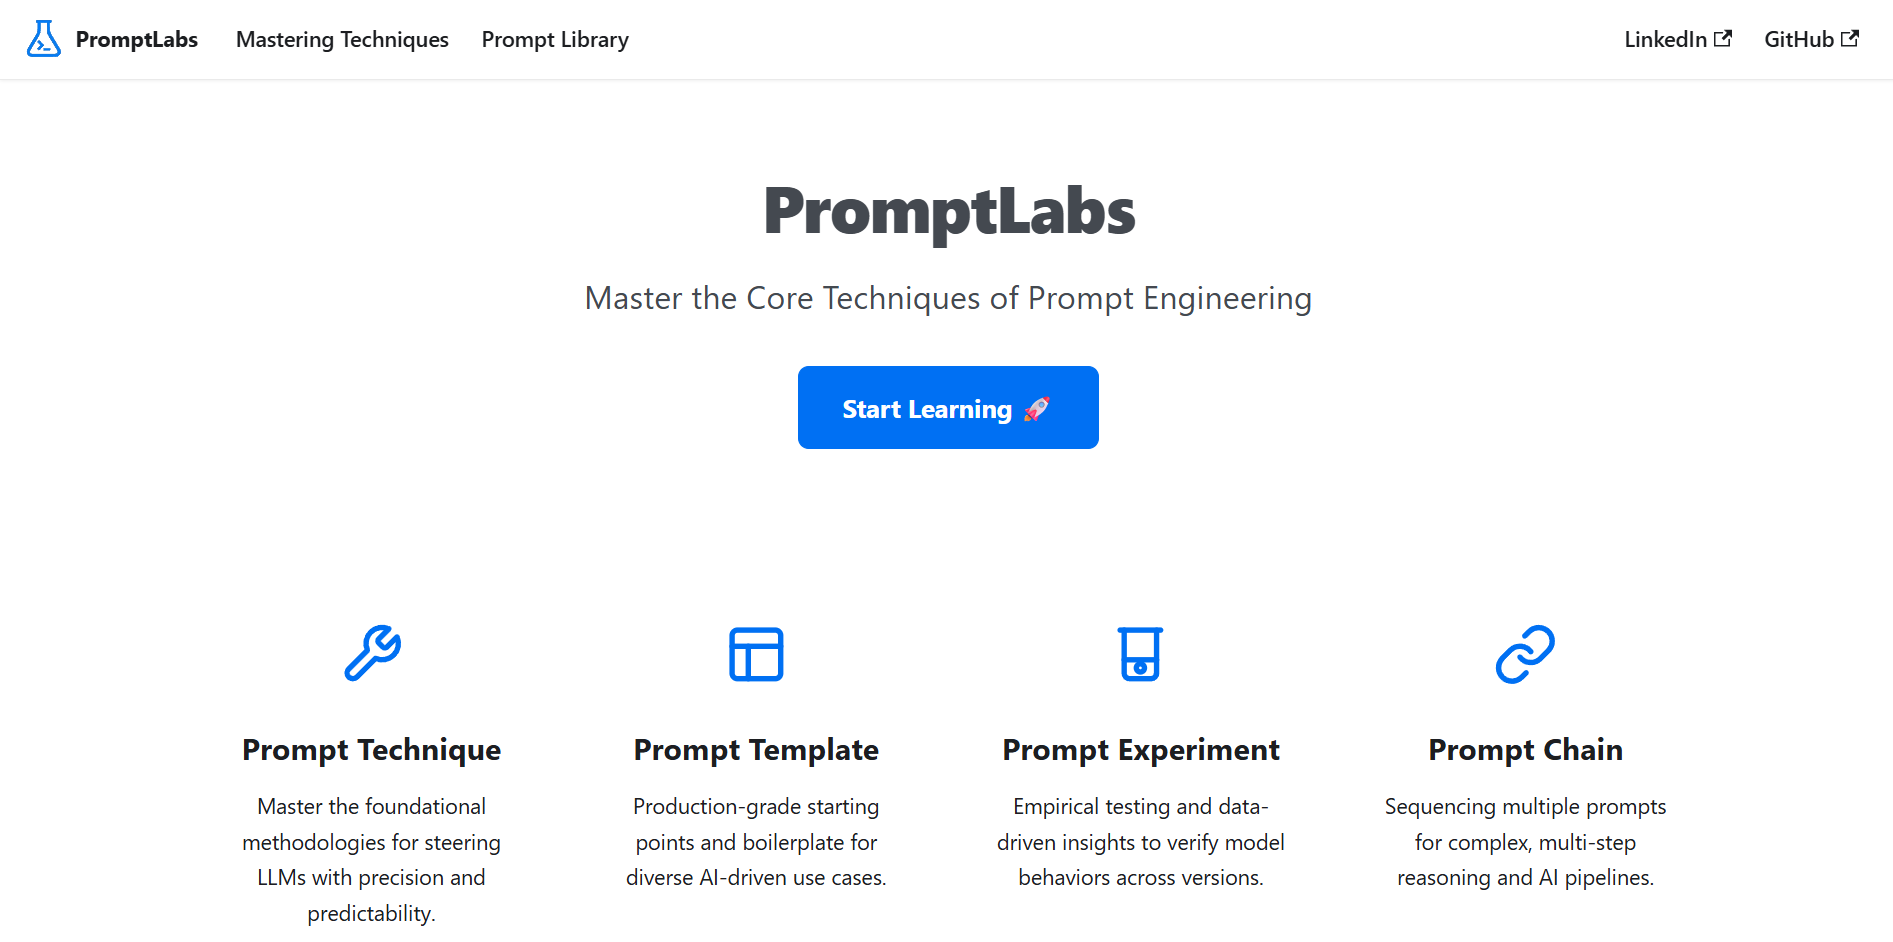 PromptLabs Mastering Techniques Prompt Library LinkedIn GitHub
PromptLabs
Master the Core Techniques of Prompt Engineering
Start Learning 🚀
Prompt Technique
Master the foundational
methodologies for steering
LLMs with precision and
predictability.
Prompt Template
Production-grade starting
points and boilerplate for
diverse AI-driven use cases.
Prompt Experiment
Empirical testing and data-
driven insights to verify model
behaviors across versions.
Prompt Chain
Sequencing multiple prompts
for complex, multi-step
reasoning and AI pipelines.